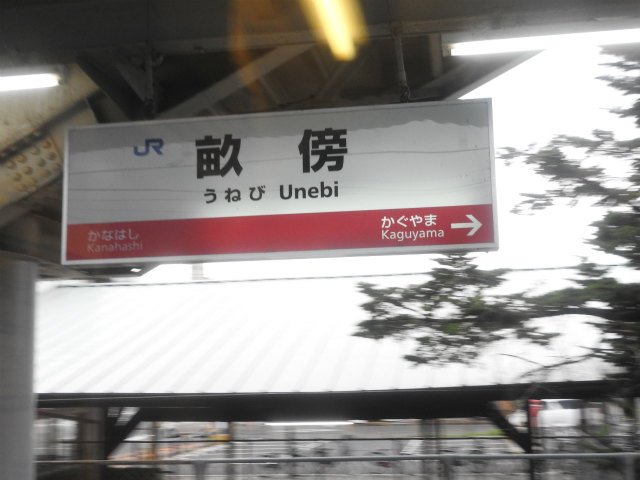 JR 畝傍
うねび Unebi
かなはし
Kanahashi
かぐやま
Kaguyama